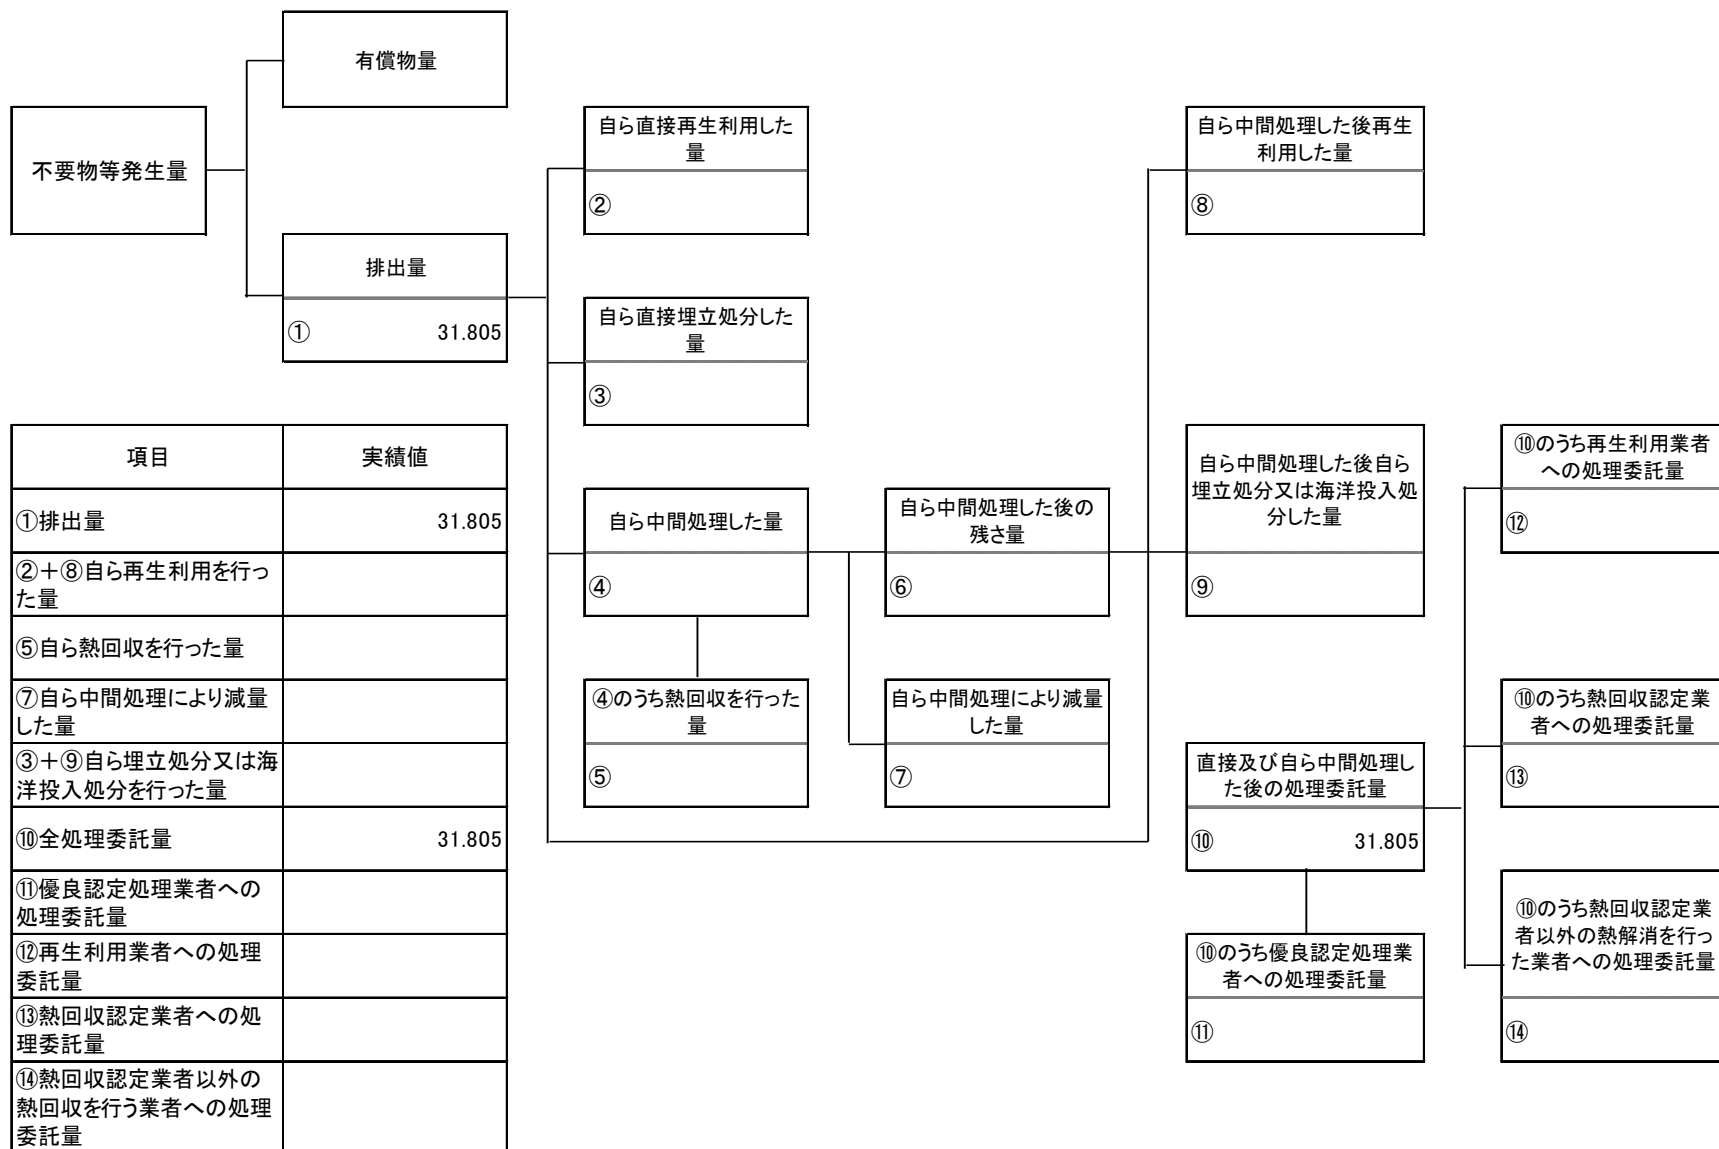 有償物量
不要物等発生量
自ら直接再生利用した
量
②
自ら中間処理した後再生
利用した量
⑧
排出量
① 31.805
自ら直接埋立処分した
量
③
項目 実績値
①排出量 31.805
②＋⑧自ら再生利用を行っ
た量
⑤自ら熱回収を行った量
⑦自ら中間処理により減量
した量
③＋⑨自ら埋立処分又は海
洋投入処分を行った量
⑩全処理委託量 31.805
⑪優良認定処理業者への
処理委託量
⑫再生利用業者への処理
委託量
⑬熱回収認定業者への処
理委託量
⑭熱回収認定業者以外の
熱回収を行う業者への処理
委託量
自ら中間処理した量
④
④のうち熱回収を行った
量
⑤
自ら中間処理した後の
残さ量
⑥
自ら中間処理により減量
した量
⑦
自ら中間処理した後自ら
埋立処分又は海洋投入処
分した量
⑨
直接及び自ら中間処理し
た後の処理委託量
⑩ 31.805
⑩のうち優良認定処理業
者への処理委託量
⑪
⑩のうち再生利用業者
への処理委託量
⑫
⑩のうち熱回収認定業
者への処理委託量
⑬
⑩のうち熱回収認定業
者以外の熱解消を行っ
た業者への処理委託量
⑭